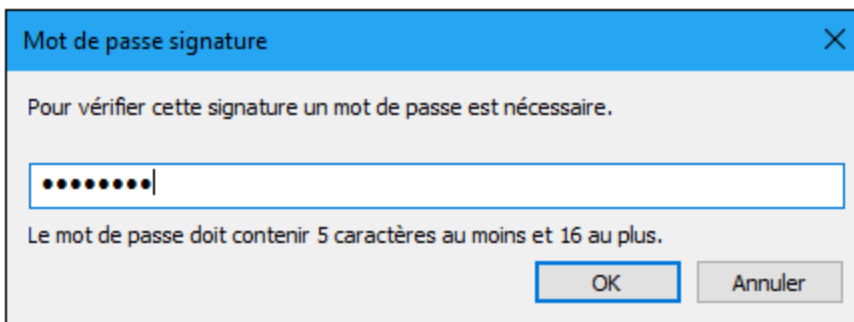 Mot de passe signature
Pour vérifier cette signature un mot de passe est nécessaire.
••••••••
Le mot de passe doit contenir 5 caractères au moins et 16 au plus.
OK
Annuler